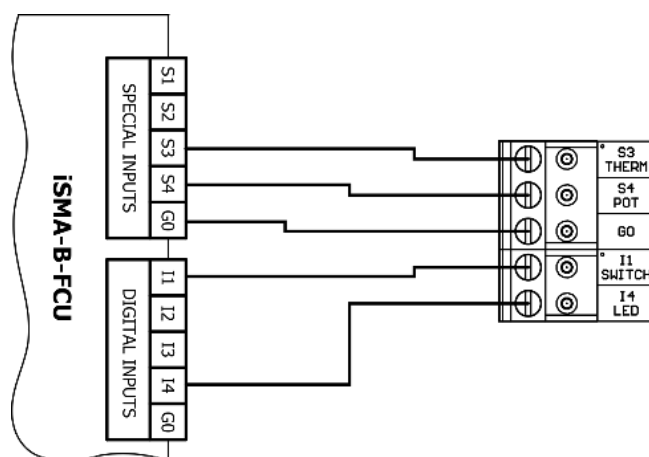 iSMA-B-FCU
SPECIAL INPUTS
S1
S2
S3
S4
G0
DIGITAL INPUTS
I1
I2
I3
I4
G0
S3
THERM
S4
POT
G0
I1
SWITCH
I4
LED